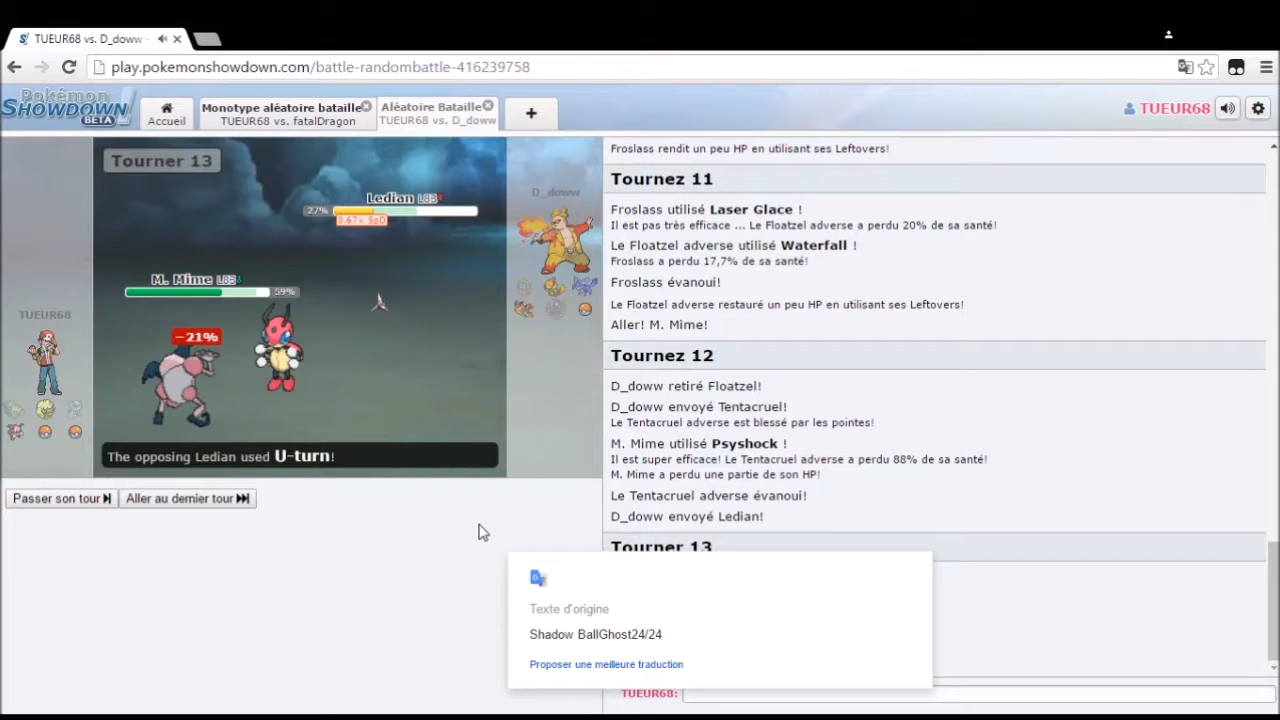 TUEUR68 vs. D_doww -
play.pokemonshowdown.com/battle-randombattle-416239758
Pokémon
SHOWDOWN!
BETA
Accueil
Monotype aléatoire bataille
TUEUR68 vs. fatalDragon
Aléatoire Bataille
TUEUR68 vs. D_doww
+
TUEUR68
Tourner 13
Ledian L83
27%
0.67× SpD
M. Mime L83
59%
-21%
TUEUR68
D_doww
The opposing Ledian used U-turn!
Passer son tour
Aller au dernier tour
Froslass rendit un peu HP en utilisant ses Leftovers!
Tournez 11
Froslass utilisé Laser Glace !
Il est pas très efficace ... Le Floatzel adverse a perdu 20% de sa santé!
Le Floatzel adverse utilisé Waterfall !
Froslass a perdu 17,7% de sa santé!
Froslass évanoui!
Le Floatzel adverse restauré un peu HP en utilisant ses Leftovers!
Aller! M. Mime!
Tournez 12
D_doww retiré Floatzel!
D_doww envoyé Tentacruel!
Le Tentacruel adverse est blessé par les pointes!
M. Mime utilisé Psyshock !
Il est super efficace! Le Tentacruel adverse a perdu 88% de sa santé!
M. Mime a perdu une partie de son HP!
Le Tentacruel adverse évanoui!
D_doww envoyé Ledian!
Tourner 13
Texte d'origine
Shadow BallGhost24/24
Proposer une meilleure traduction
TUEUR68: